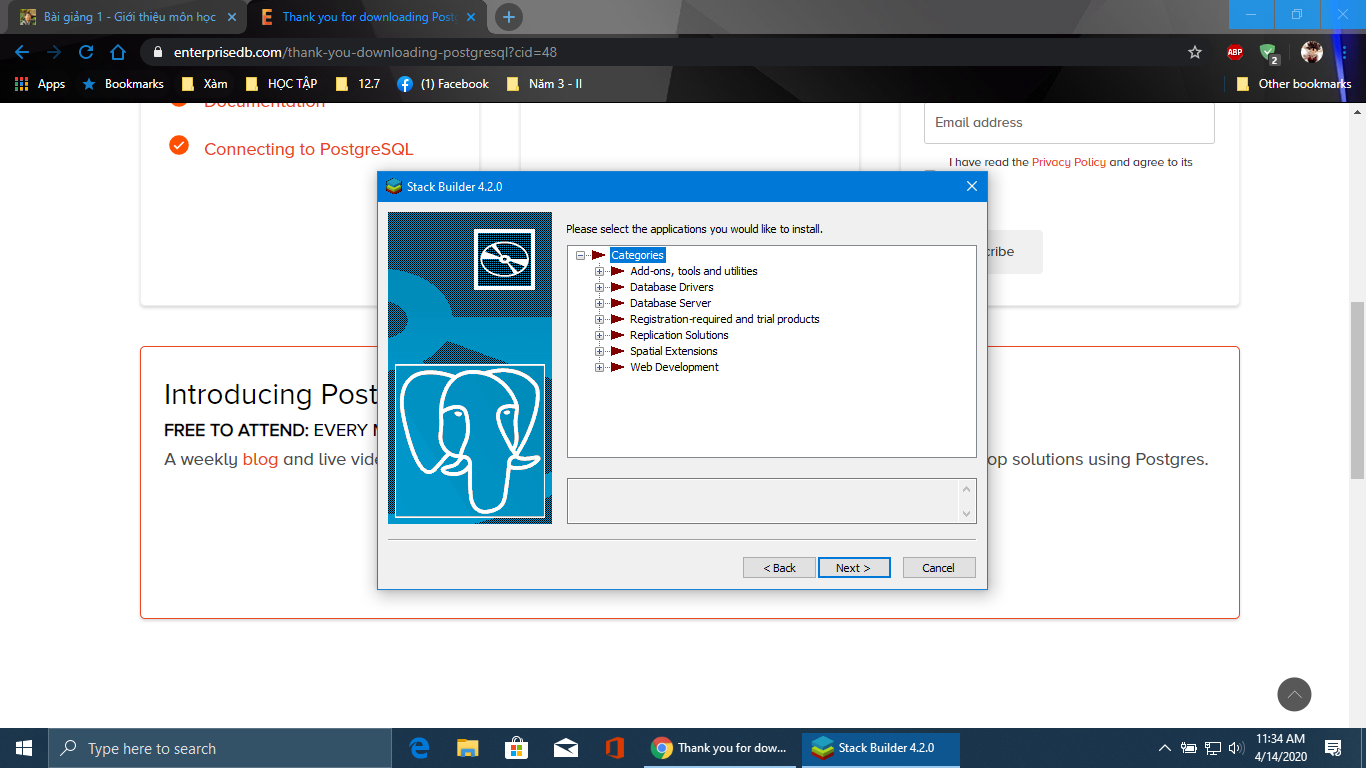 Bài giảng 1 - Giới thiệu môn học
Thank you for downloading Post
enterprisedb.com/thank-you-downloading-postgresql?cid=48
ABP
2
Apps
Bookmarks
Xàm
HỌC TẬP
12.7
(1) Facebook
Năm 3 - II
Other bookmarks
Documentation
Connecting to PostgreSQL
Email address
I have read the Privacy Policy and agree to its
cribe
Stack Builder 4.2.0
Please select the applications you would like to install.
Categories
Add-ons, tools and utilities
Database Drivers
Database Server
Registration-required and trial products
Replication Solutions
Spatial Extensions
Web Development
< Back
Next >
Cancel
Introducing Post
FREE TO ATTEND: EVERY
A weekly blog and live vide
op solutions using Postgres.
Type here to search
Thank you for dow...
Stack Builder 4.2.0
11:34 AM
4/14/2020